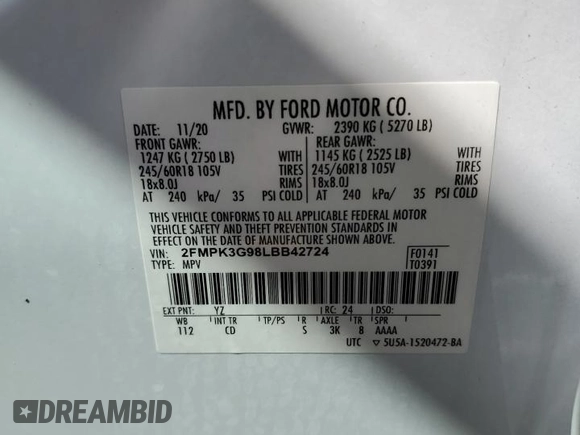 MFD. BY FORD MOTOR CO.
DATE: 11/20 GVWR: 2390 KG ( 5270 LB)
FRONT GAWR: REAR GAWR:
1247 KG ( 2750 LB) WITH 1145 KG ( 2525 LB) WITH
245/60R18 105V TIRES 245/60R18 105V TIRES
18x8.0J RIMS 18x8.0J RIMS
AT 240 kPa/ 35 PSI COLD AT 240 kPa/ 35 PSI COLD
THIS VEHICLE CONFORMS TO ALL APPLICABLE FEDERAL MOTOR
VEHICLE SAFETY AND THEFT PREVENTION STANDARDS IN
EFFECT ON THE DATE OF MANUFACTURE SHOWN ABOVE.
VIN: 2FMPK3G98LBB42724 F0141
TYPE: MPV T0391
EXT PNT: YZ RC: 24 DSO:
WB INT TR TP/PS R AXLE TR SPR
112 CD S 3K 8 AAAA
UTC ▽ 5U5A-1520472-BA
DREAMBID